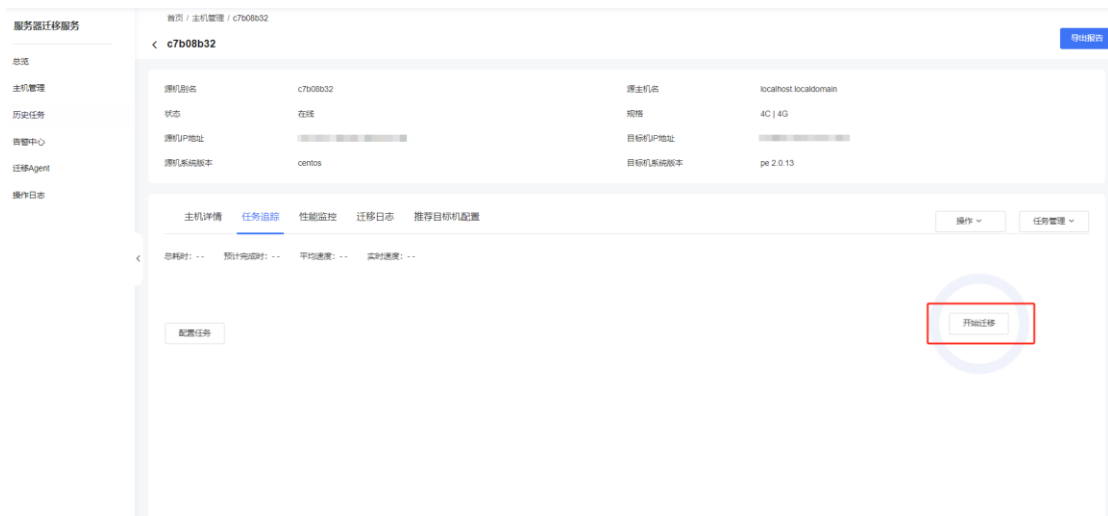 服务器迁移服务
总览
主机管理
历史任务
告警中心
迁移Agent
操作日志
首页 / 主机管理 / c7b08b32
c7b08b32
导出报告
源机别名 c7b08b32 源主机名 localhost.localdomain
状态 在线 规格 4C | 4G
源机IP地址 目标机IP地址
源机系统版本 centos 目标机系统版本 pe 2.0.13
主机详情 任务追踪 性能监控 迁移日志 推荐目标机配置 操作 任务管理
总耗时: -- 预计完成时: -- 平均速度: -- 实时速度: --
配置任务 开始迁移